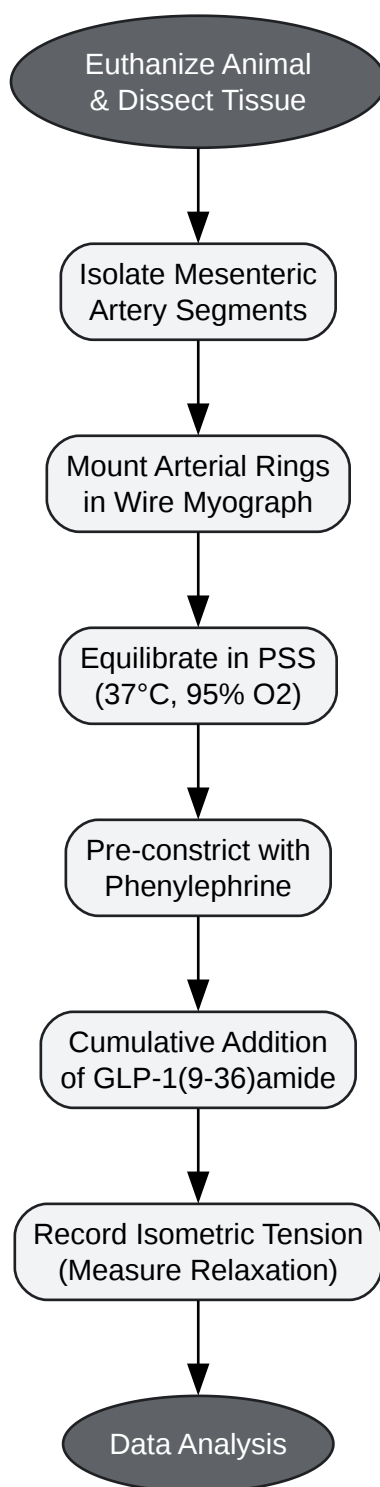 Euthanize Animal
& Dissect Tissue
Isolate Mesenteric
Artery Segments
Mount Arterial Rings
in Wire Myograph
Equilibrate in PSS
(37°C, 95% O2)
Pre-constrict with
Phenylephrine
Cumulative Addition
of GLP-1(9-36)amide
Record Isometric Tension
(Measure Relaxation)
Data Analysis